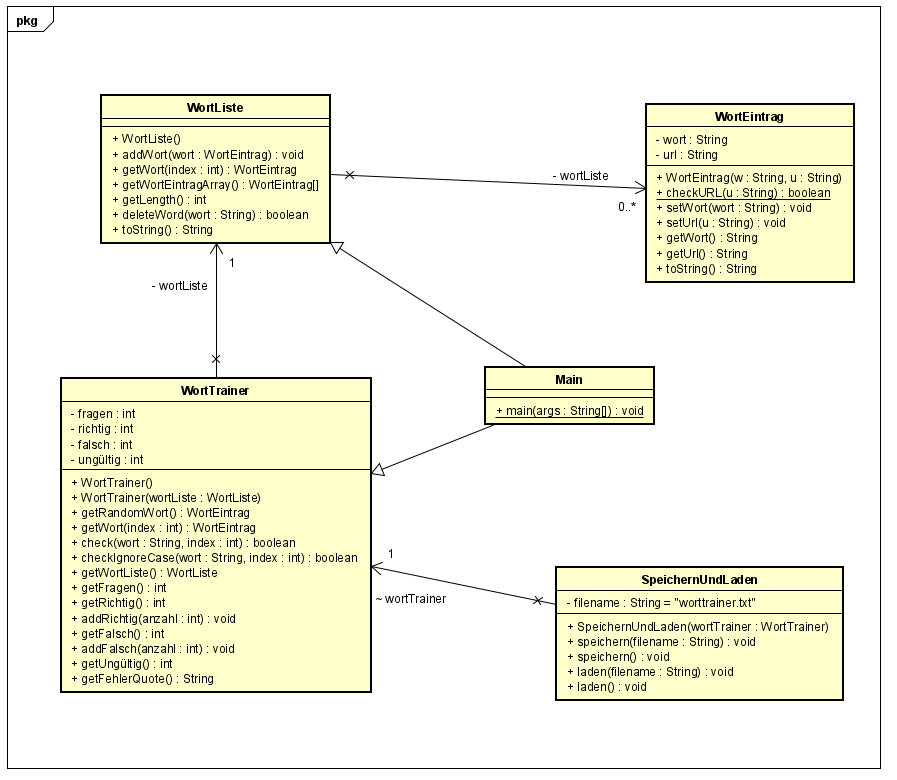 pkg
WortListe
+ WortListe()
+ addWort(wort : WortEintrag) : void
+ getWort(index : int) : WortEintrag
+ getWortEintragArray() : WortEintrag[]
+ getLength() : int
+ deleteWord(wort : String) : boolean
+ toString() : String
- wortListe
0..*
WortEintrag
- wort : String
- url : String
+ WortEintrag(w : String, u : String)
+ checkURL(u : String) : boolean
+ setWort(wort : String) : void
+ setUrl(u : String) : void
+ getWort() : String
+ getUrl() : String
+ toString() : String
1
- wortListe
WortTrainer
- fragen : int
- richtig : int
- falsch : int
- ungültig : int
+ WortTrainer()
+ WortTrainer(wortListe : WortListe)
+ getRandomWort() : WortEintrag
+ getWort(index : int) : WortEintrag
+ check(wort : String, index : int) : boolean
+ checkIgnoreCase(wort : String, index : int) : boolean
+ getWortListe() : WortListe
+ getFragen() : int
+ getRichtig() : int
+ addRichtig(anzahl : int) : void
+ getFalsch() : int
+ addFalsch(anzahl : int) : void
+ getUngültig() : int
+ getFehlerQuote() : String
Main
+ main(args : String[]) : void
1
~ wortTrainer
SpeichernUndLaden
- filename : String = "worttrainer.txt"
+ SpeichernUndLaden(wortTrainer : WortTrainer)
+ speichern(filename : String) : void
+ speichern() : void
+ laden(filename : String) : void
+ laden() : void